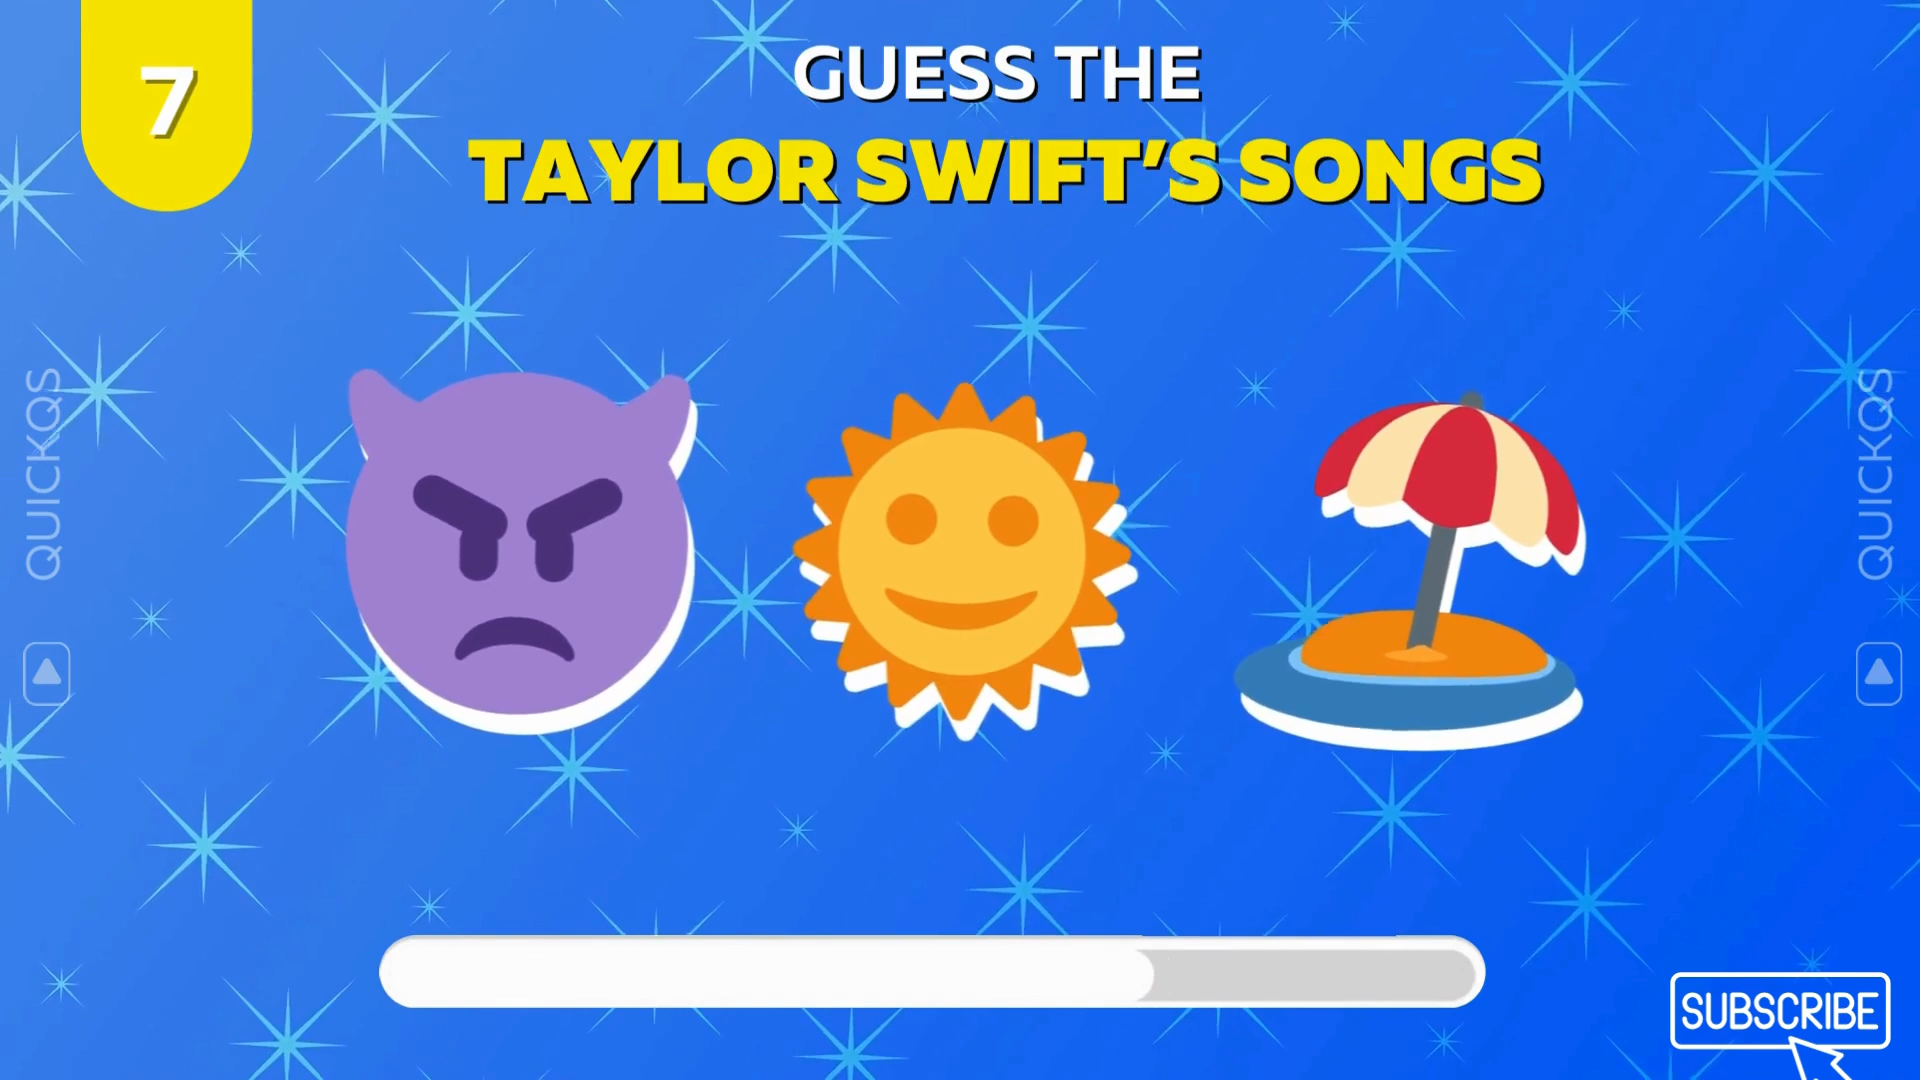 7
GUESS THE
TAYLOR SWIFT'S SONGS
QUICKQS
QUICKQS
SUBSCRIBE